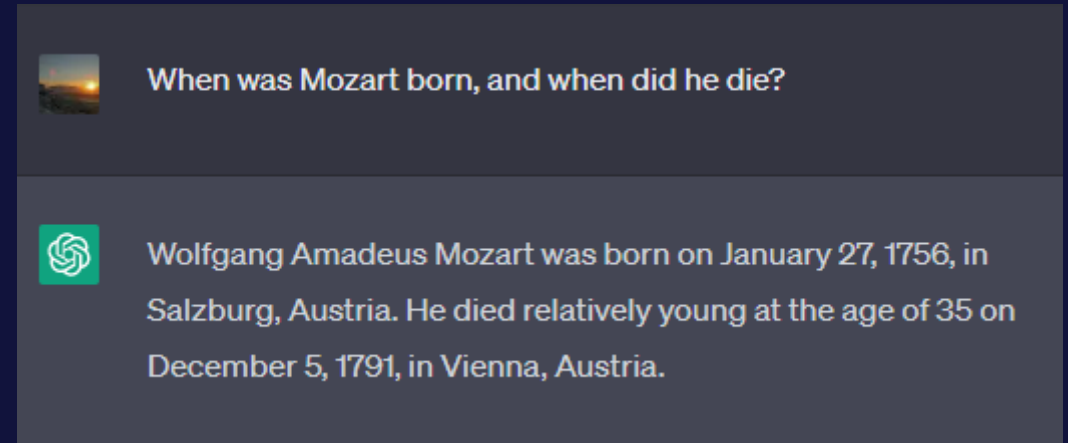 When was Mozart born, and when did he die?
Wolfgang Amadeus Mozart was born on January 27, 1756, in
Salzburg, Austria. He died relatively young at the age of 35 on
December 5, 1791, in Vienna, Austria.